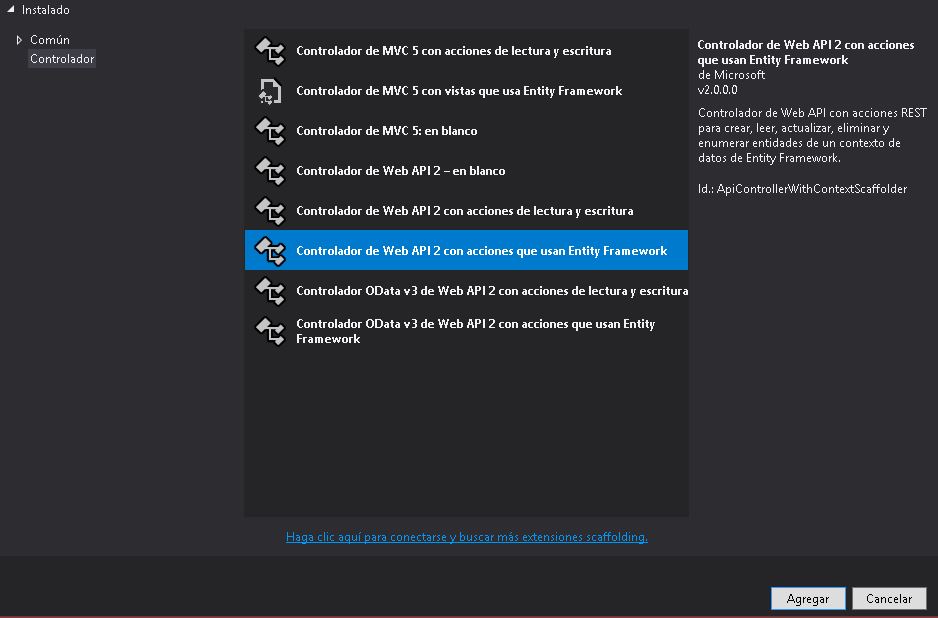 Instalado
Común
Controlador
Controlador de MVC 5 con acciones de lectura y escritura
Controlador de MVC 5 con vistas que usa Entity Framework
Controlador de MVC 5: en blanco
Controlador de Web API 2 – en blanco
Controlador de Web API 2 con acciones de lectura y escritura
Controlador de Web API 2 con acciones que usan Entity Framework
Controlador OData v3 de Web API 2 con acciones de lectura y escritura
Controlador OData v3 de Web API 2 con acciones que usan Entity
Framework
Controlador de Web API 2 con acciones
que usan Entity Framework
de Microsoft
v2.0.0.0
Controlador de Web API con acciones REST
para crear, leer, actualizar, eliminar y
enumerar entidades de un contexto de
datos de Entity Framework.
Id.: ApiControllerWithContextScaffolder
Haga clic aquí para conectarse y buscar más extensiones scaffolding.
Agregar
Cancelar